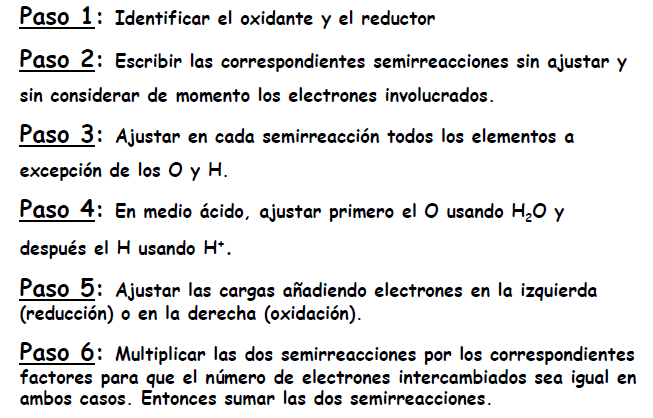 Paso 1: Identificar el oxidante y el reductor
Paso 2: Escribir las correspondientes semirreacciones sin ajustar y
sin considerar de momento los electrones involucrados.
Paso 3: Ajustar en cada semirreacción todos los elementos a
excepción de los O y H.
Paso 4: En medio ácido, ajustar primero el O usando H₂O y
después el H usando H⁺.
Paso 5: Ajustar las cargas añadiendo electrones en la izquierda
(reducción) o en la derecha (oxidación).
Paso 6: Multiplicar las dos semirreacciones por los correspondientes
factores para que el número de electrones intercambiados sea igual en
ambos casos. Entonces sumar las dos semirreacciones.